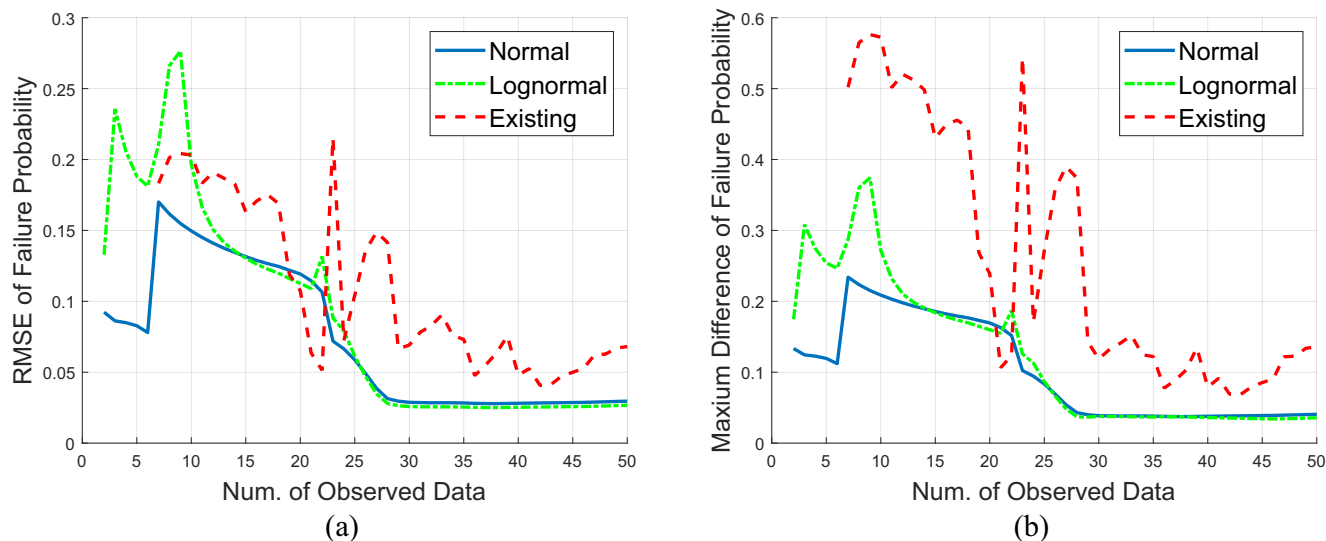 0.3
0.25
0.2
0.15
0.1
0.05
0
RMSE of Failure Probability
Normal
Lognormal
Existing
0 5 10 15 20 25 30 35 40 45 50
Num. of Observed Data
(a)
0.6
0.5
0.4
0.3
0.2
0.1
0
Maxium Difference of Failure Probability
Normal
Lognormal
Existing
0 5 10 15 20 25 30 35 40 45 50
Num. of Observed Data
(b)